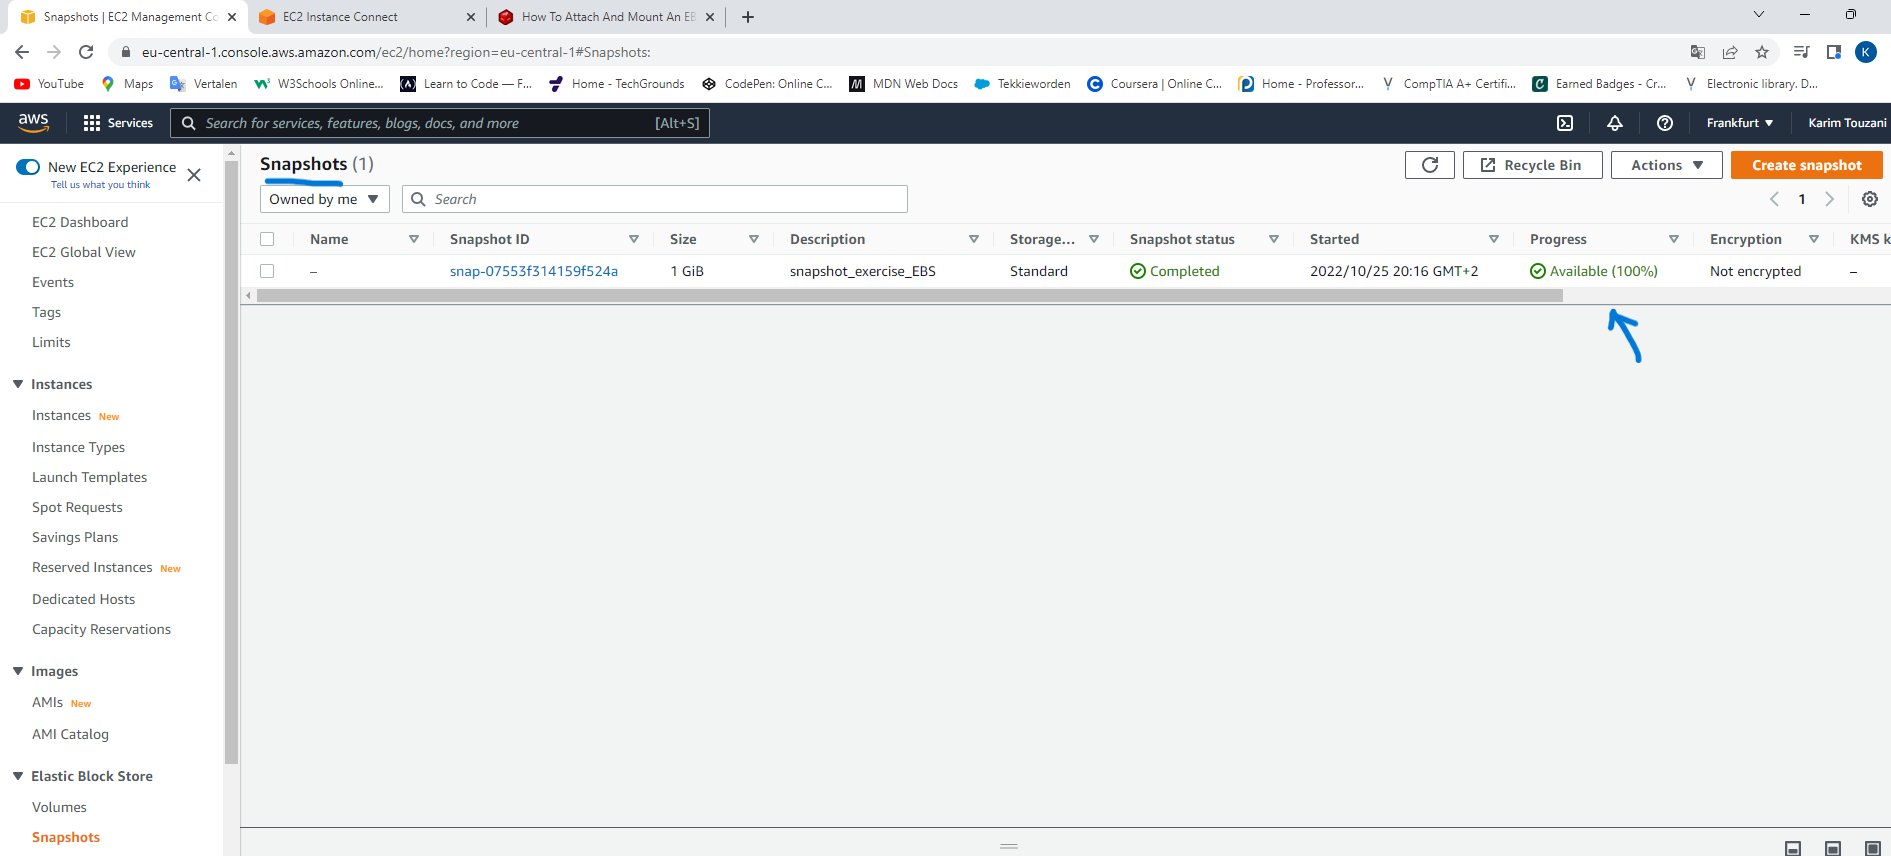 Snapshots | EC2 Management Co
EC2 Instance Connect
How To Attach And Mount An EB
eu-central-1.console.aws.amazon.com/ec2/home?region=eu-central-1#Snapshots:
K
YouTube
Maps
Vertalen
W3Schools Online...
Learn to Code — F...
Home - TechGrounds
CodePen: Online C...
MDN Web Docs
Tekkieworden
Coursera | Online C...
Home - Professor...
CompTIA A+ Certifi...
Earned Badges - Cr...
Electronic library. D...
aws
Services
Search for services, features, blogs, docs, and more
[Alt+S]
Frankfurt
Karim Touzani
New EC2 Experience
Tell us what you think
EC2 Dashboard
EC2 Global View
Events
Tags
Limits
Instances
Instances New
Instance Types
Launch Templates
Spot Requests
Savings Plans
Reserved Instances New
Dedicated Hosts
Capacity Reservations
Images
AMIs New
AMI Catalog
Elastic Block Store
Volumes
Snapshots
Snapshots (1)
Recycle Bin
Actions
Create snapshot
Owned by me
Search
1
Name Snapshot ID Size Description Storage... Snapshot status Started Progress Encryption KMS k
– snap-07553f314159f524a 1 GiB snapshot_exercise_EBS Standard Completed 2022/10/25 20:16 GMT+2 Available (100%) Not encrypted –